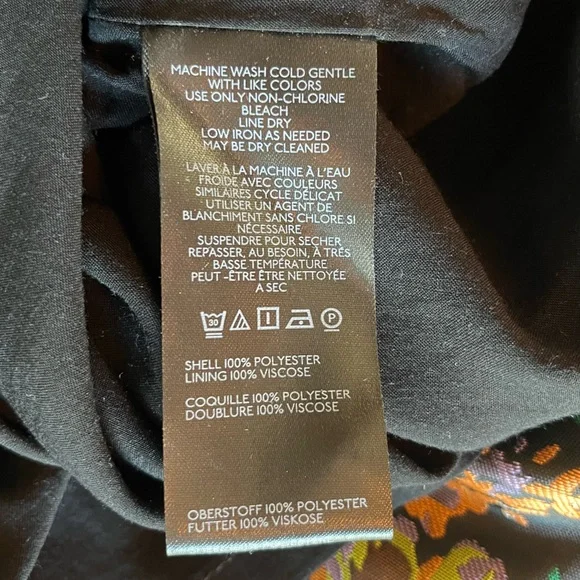 MACHINE WASH COLD GENTLE
WITH LIKE COLORS
USE ONLY NON-CHLORINE
BLEACH
LINE DRY
LOW IRON AS NEEDED
MAY BE DRY CLEANED
LAVER À LA MACHINE À L'EAU
FROIDE AVEC COULEURS
SIMILAIRES CYCLE DÉLICAT
UTILISER UN AGENT DE
BLANCHIMENT SANS CHLORE SI
NÉCESSAIRE
SUSPENDRE POUR SECHER
REPASSER, AU BESOIN, À TRÉS
BASSE TEMPÉRATURE
PEUT -ÊTRE ÊTRE NETTOYÉE
A SEC
30 P
SHELL 100% POLYESTER
LINING 100% VISCOSE
COQUILLE 100% POLYESTER
DOUBLURE 100% VISCOSE
OBERSTOFF 100% POLYESTER
FUTTER 100% VISKOSE